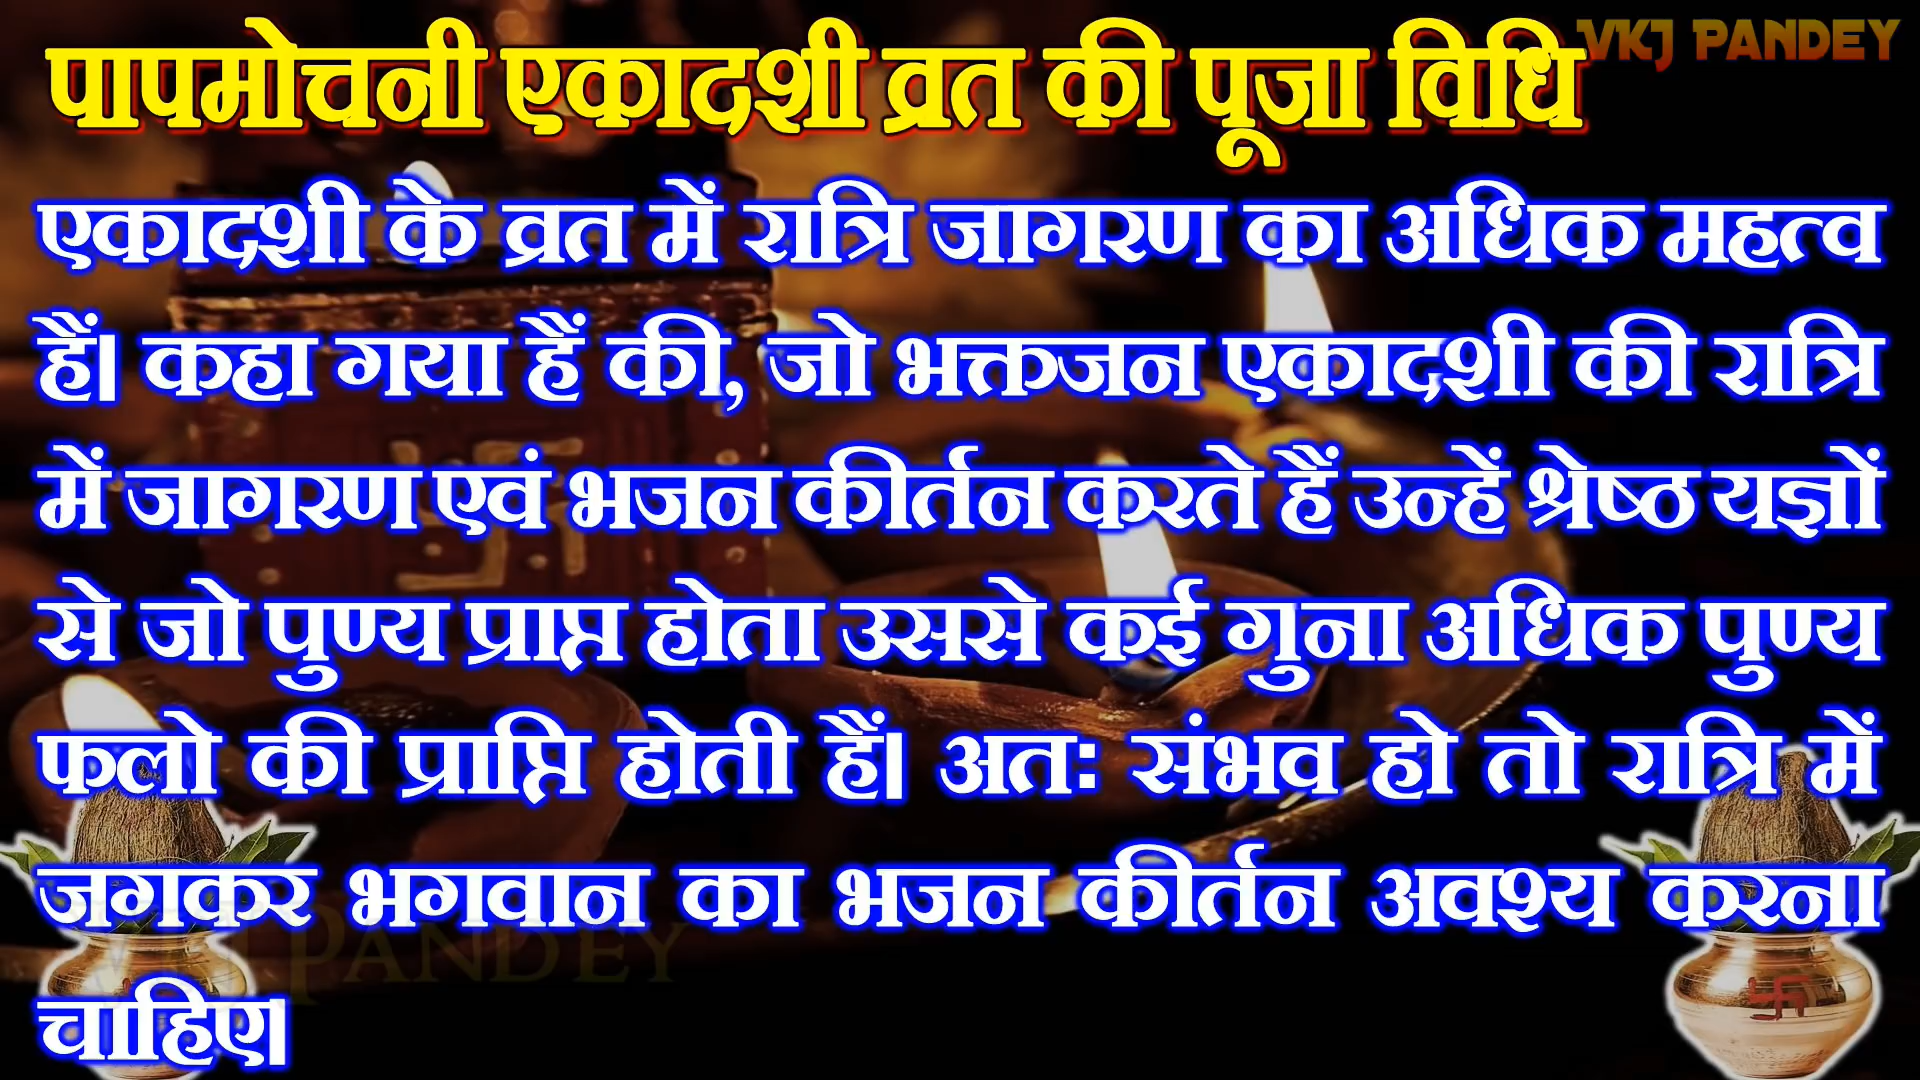 VKJ PANDEY
पापमोचनी एकादशी व्रत की पूजा विधि
एकादशी के व्रत में रात्रि जागरण का अधिक महत्व
हैं। कहा गया हैं की, जो भक्तजन एकादशी की रात्रि
में जागरण एवं भजन कीर्तन करते हैं उन्हें श्रेष्ठ यज्ञों
से जो पुण्य प्राप्त होता उससे कई गुना अधिक पुण्य
फलो की प्राप्ति होती हैं। अतः संभव हो तो रात्रि में
जगकर भगवान का भजन कीर्तन अवश्य करना
VKJ PANDEY
चाहिए।